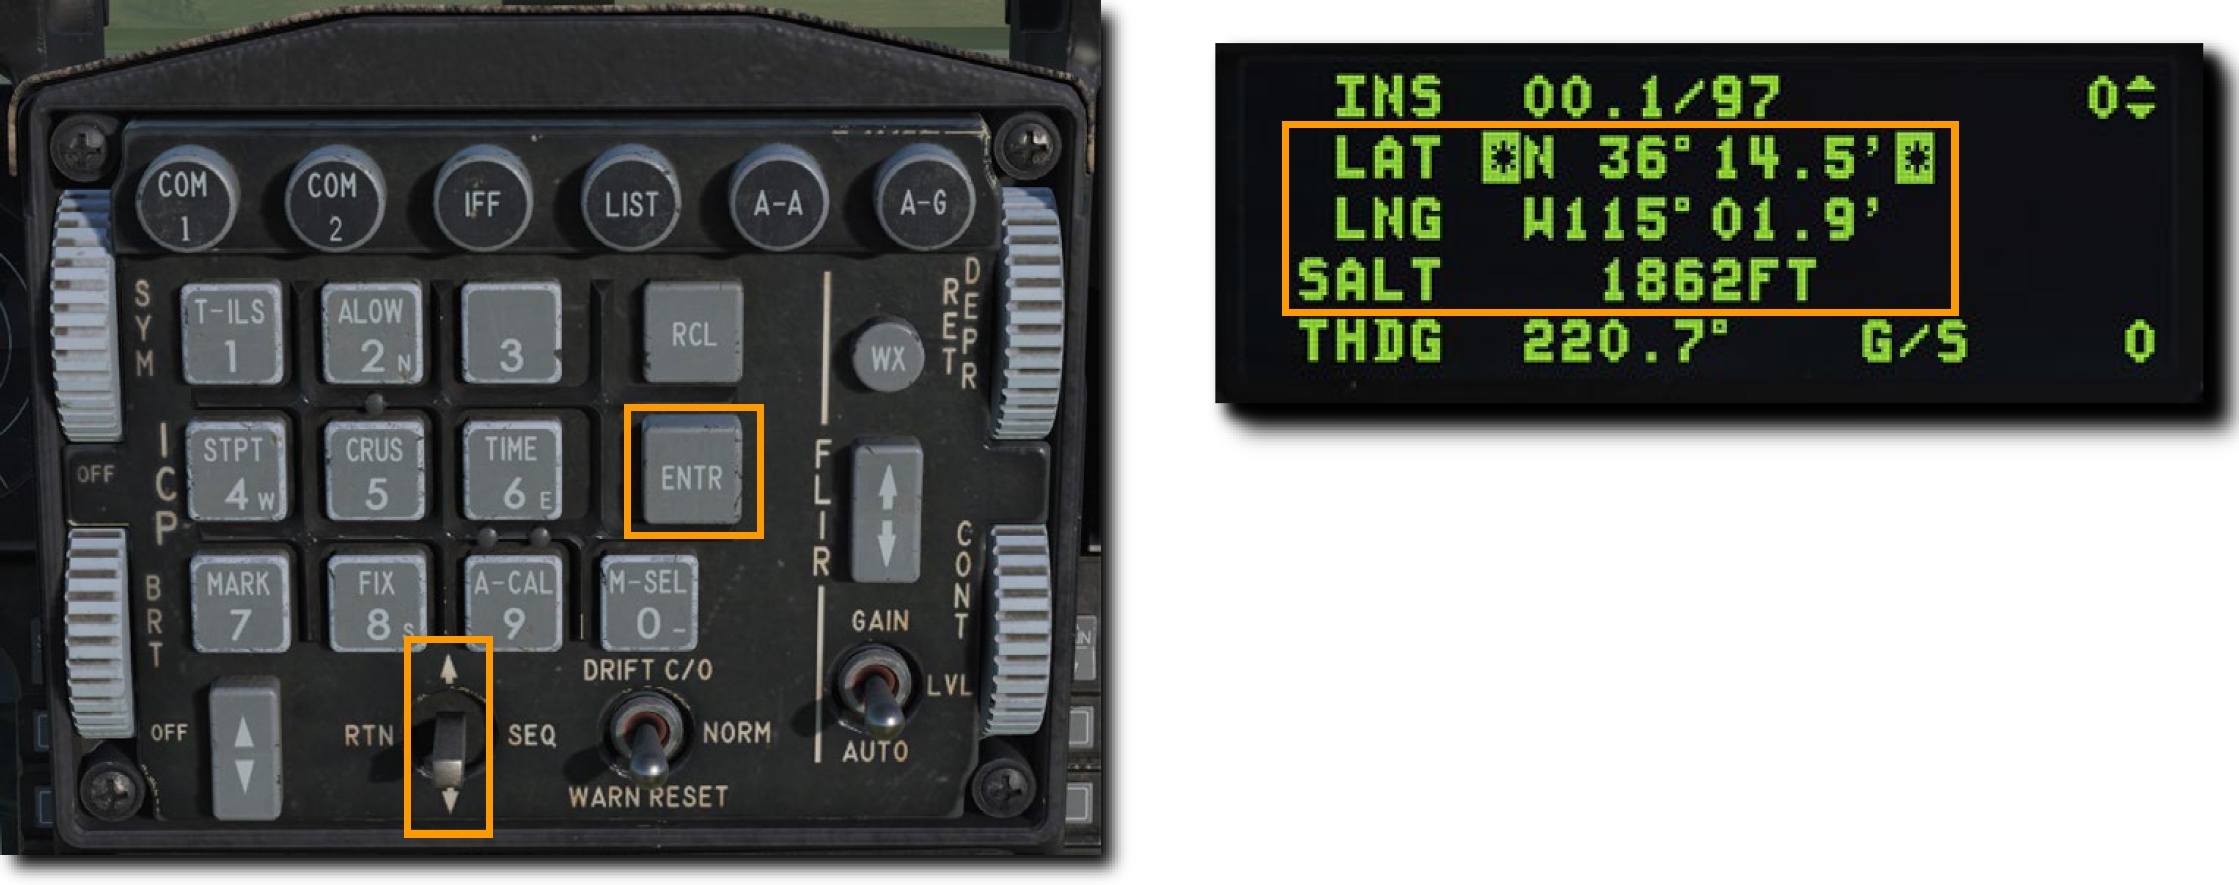 COM 1
COM 2
IFF
LIST
A-A
A-G
SYM
T-ILS 1
ALOW 2 N
3
RCL
WX
RET DEPR
ICP
OFF
STPT 4 W
CRUS 5
TIME 6 E
ENTR
FLIR
CONT
BRT
MARK 7
FIX 8 S
A-CAL 9
M-SEL 0 -
GAIN
LVL
AUTO
OFF
RTN
SEQ
DRIFT C/O
NORM
WARN RESET
INS 00.1/97 0
LAT *N 36°14.5'*
LNG W115°01.9'
SALT 1862FT
THDG 220.7° G/S 0